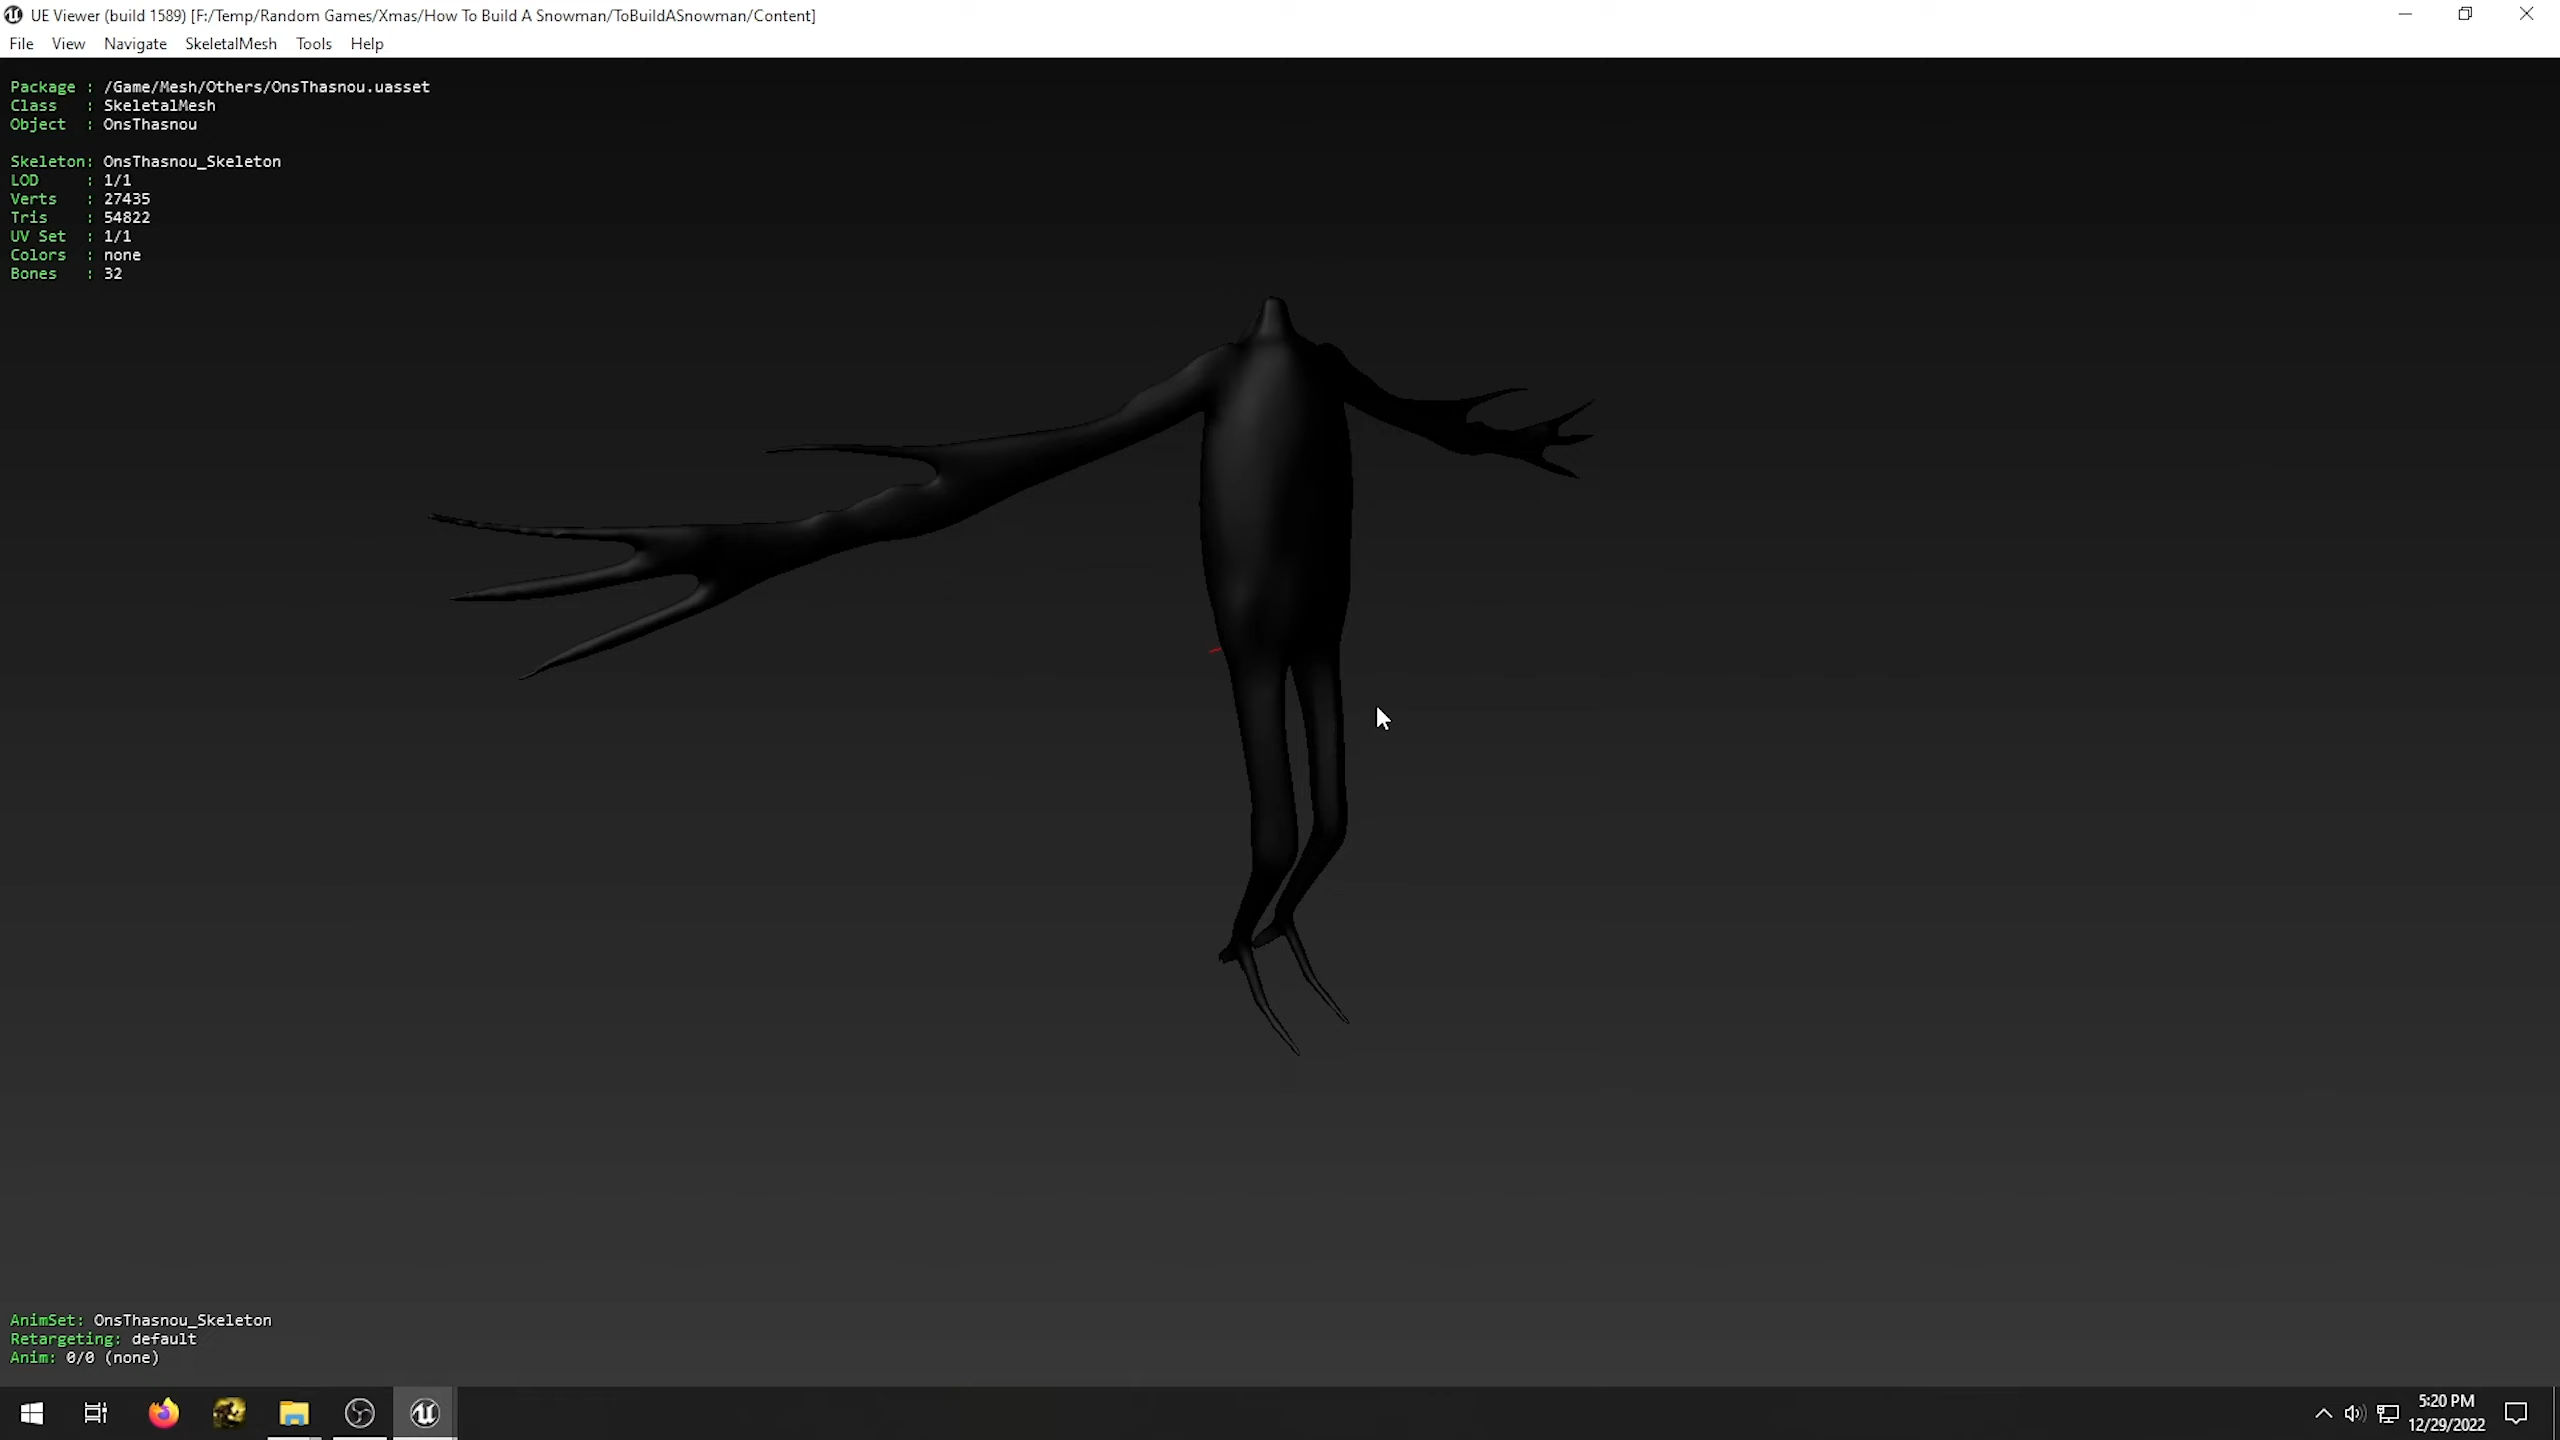 UE Viewer (build 1589) [F:/Temp/Random Games/Xmas/How To Build A Snowman/ToBuildASnowman/Content]
File View Navigate SkeletalMesh Tools Help
Package : /Game/Mesh/Others/OnsThasnou.uasset
Class : SkeletalMesh
Object : OnsThasnou
Skeleton: OnsThasnou_Skeleton
LOD : 1/1
Verts : 27435
Tris : 54822
UV Set : 1/1
Colors : none
Bones : 32
AnimSet: OnsThasnou_Skeleton
Retargeting: default
Anim: 0/0 (none)
5:20 PM
12/29/2022